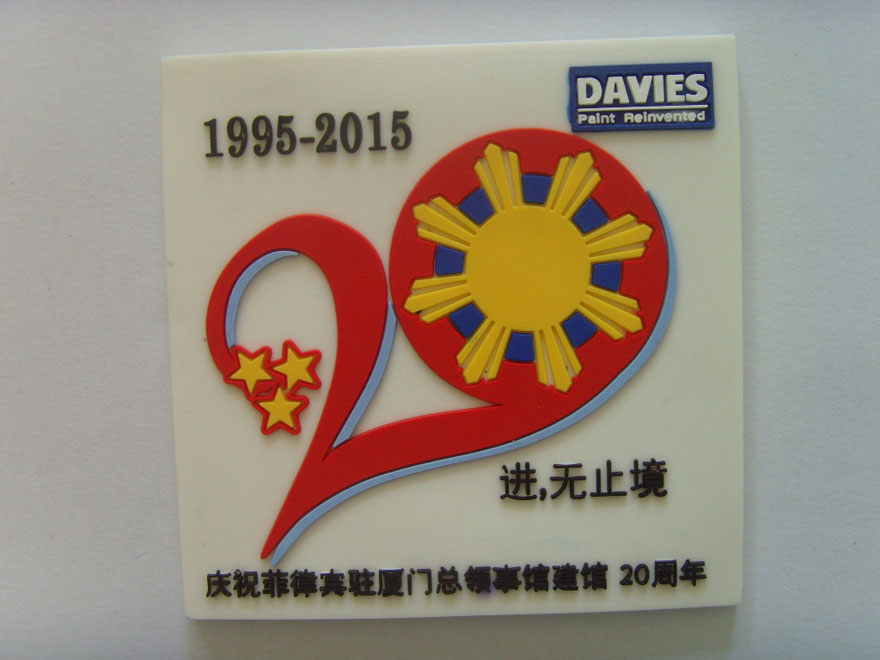 DAVIES
Paint Reinvented
1995-2015
20
进,无止境
庆祝菲律宾驻厦门总领事馆建馆 20周年